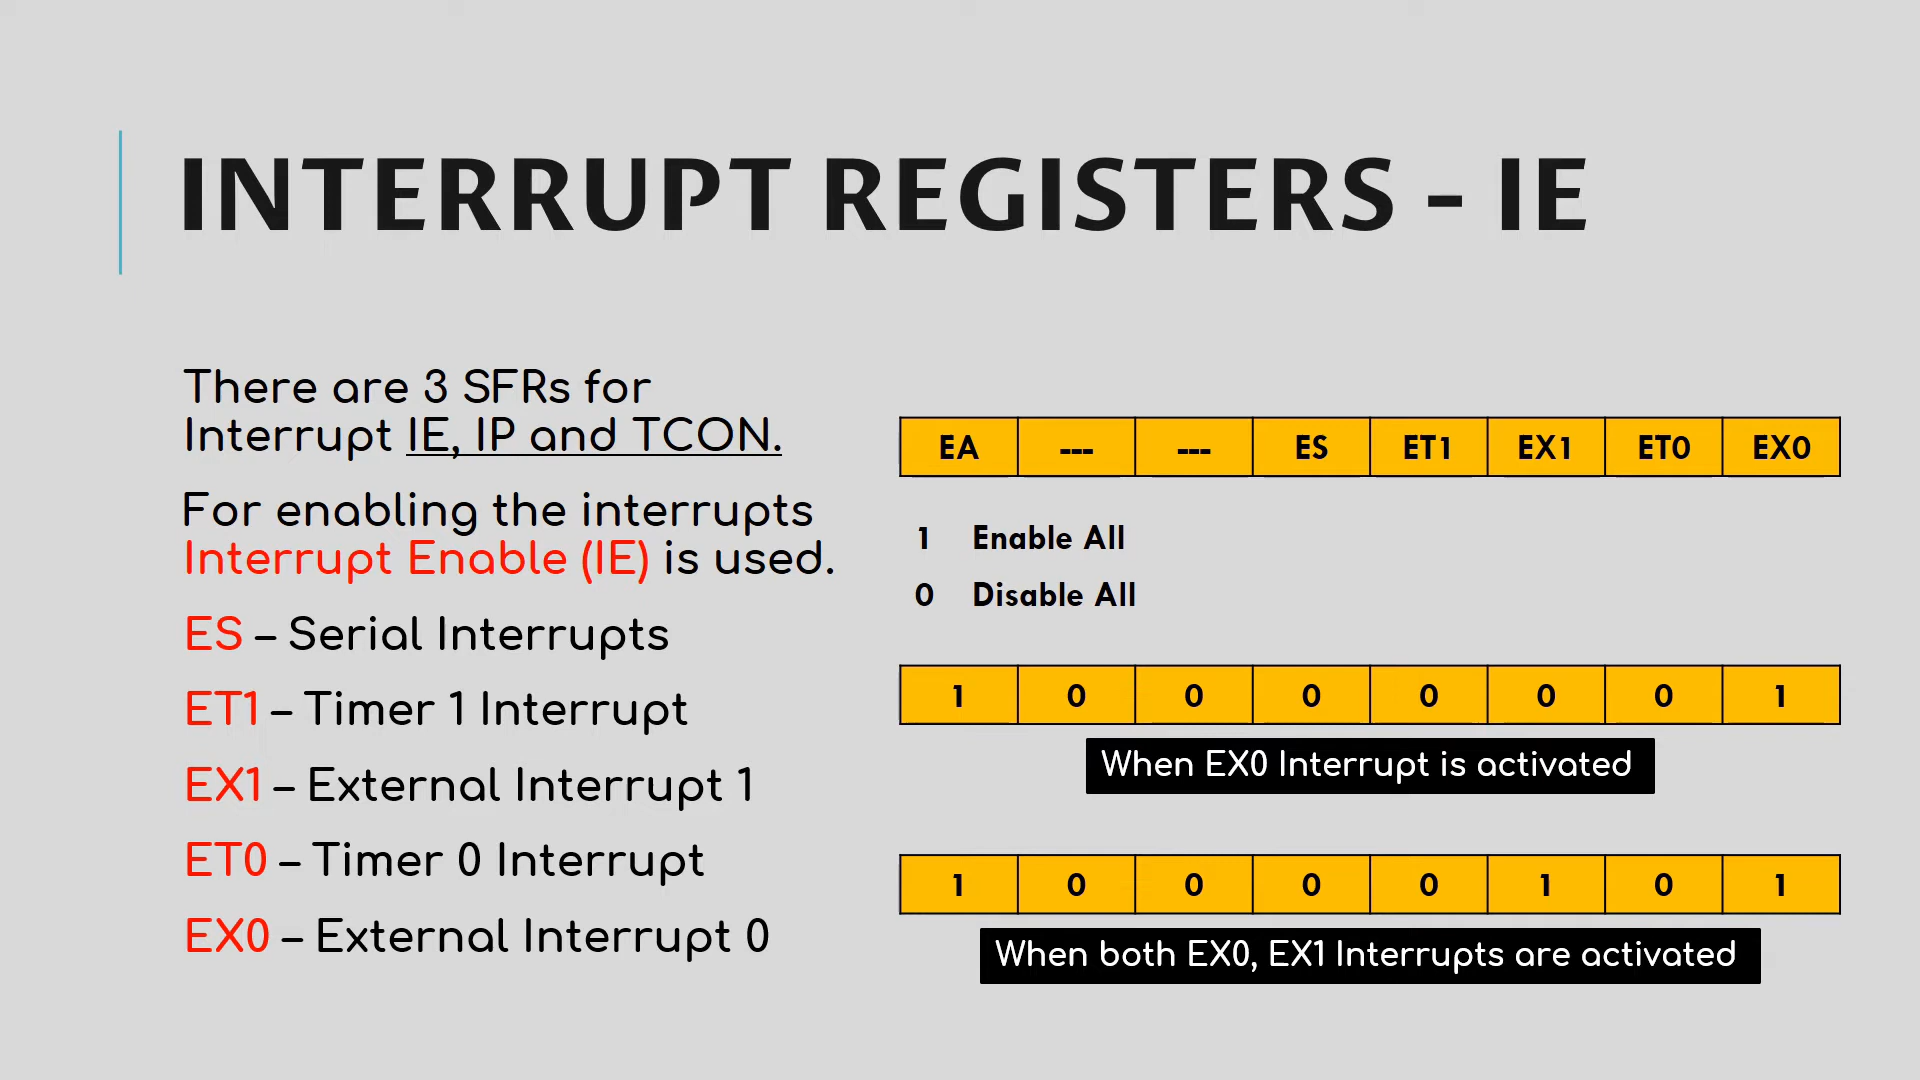 INTERRUPT REGISTERS - IE
There are 3 SFRs for
Interrupt IE, IP and TCON.
For enabling the interrupts
Interrupt Enable (IE) is used.
ES – Serial Interrupts
ET1 – Timer 1 Interrupt
EX1 – External Interrupt 1
ET0 – Timer 0 Interrupt
EX0 – External Interrupt 0
EA --- --- ES ET1 EX1 ET0 EX0
1 Enable All
0 Disable All
1 0 0 0 0 0 0 1
When EX0 Interrupt is activated
1 0 0 0 0 1 0 1
When both EX0, EX1 Interrupts are activated